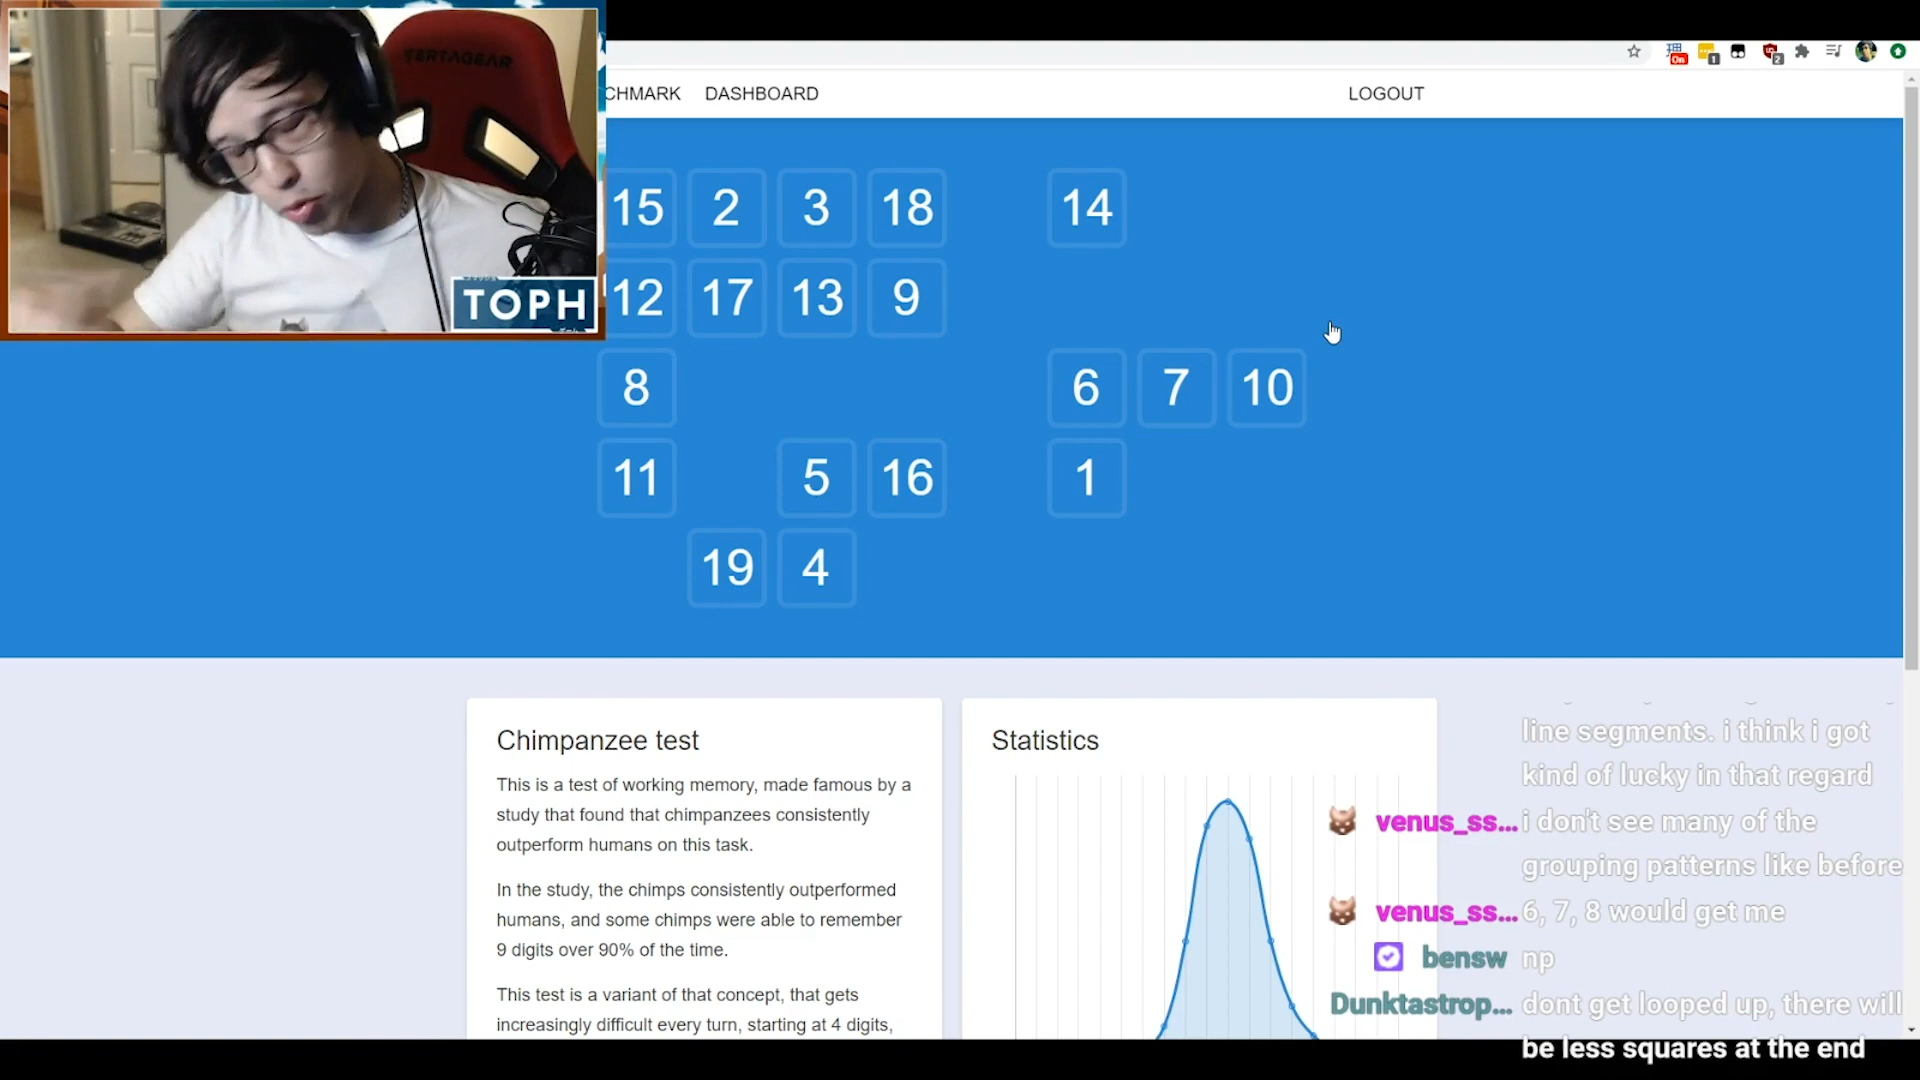 VERTAGEAR
TOPH
CHMARK DASHBOARD LOGOUT
On 1 2
15 2 3 18 14
12 17 13 9
8 6 7 10
11 5 16 1
19 4
Chimpanzee test
This is a test of working memory, made famous by a
study that found that chimpanzees consistently
outperform humans on this task.
In the study, the chimps consistently outperformed
humans, and some chimps were able to remember
9 digits over 90% of the time.
This test is a variant of that concept, that gets
increasingly difficult every turn, starting at 4 digits,
Statistics
line segments. i think i got
kind of lucky in that regard
venus_ss... i don't see many of the
grouping patterns like before
venus_ss... 6, 7, 8 would get me
bensw np
Dunktastrop... dont get looped up, there will
be less squares at the end